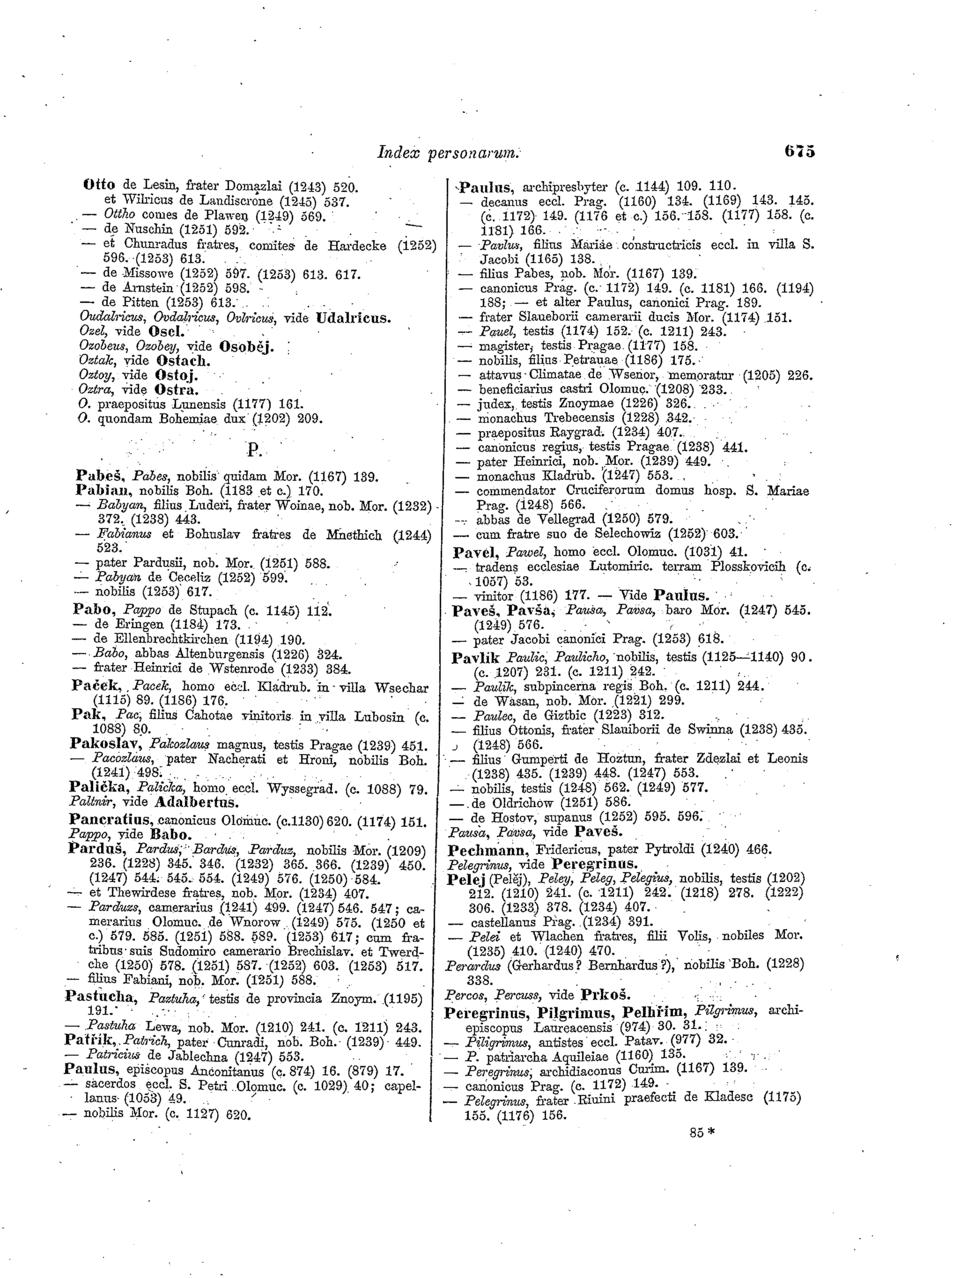 Index personarum.
675
Otto de Lesin, frater Domazlai (1243) 520.
et Wilricus de Landiscrone (1245) 537.
— Ottho comes de Plawen (1249) 569.
— de Nuschin (1251) 592.
— et Chunradus fratres, comites de Hardecke (1252)
596. (1253) 613.
— de Missowe (1252) 597. (1253) 613. 617.
— de Arnstein (1252) 598.
— de Pitten (1253) 613.
Oudalricus, Ovdalricus, Ovlricus, vide Udalricus.
Ozel, vide Osel.
Ozobeus, Ozobey, vide Osoběj.
Oztak, vide Ostach.
Oztoy, vide Ostoj.
Oztra, vide Ostra.
O. praepositus Lunensis (1177) 161.
O. quondam Bohemiae dux (1202) 209.
P.
Pabeš, Pabes, nobilis quidam Mor. (1167) 139.
Pabian, nobilis Boh. (1183 et c.) 170.
— Babyan, filius Luderi, frater Woinae, nob. Mor. (1232)
372. (1238) 443.
— Fabianus et Bohuslav fratres de Mnethich (1244)
523.
— pater Pardusii, nob. Mor. (1251) 588.
— Pabyan de Ceceliz (1252) 599.
— nobilis (1253) 617.
Pabo, Pappo de Stupach (c. 1145) 112.
— de Eringen (1184) 173.
— de Ellenbrechtkirchen (1194) 190.
— Babo, abbas Altenburgensis (1226) 324.
— frater Heinrici de Wstenrode (1233) 384.
Paček, Pacek, homo eccl. Kladrub. in villa Wsechar
(1115) 89. (1186) 176.
Pak, Pac, filius Cahotae vinitoris in villa Lubosin (c.
1088) 80.
Pakoslav, Pakozlaus magnus, testis Pragae (1239) 451.
— Pacozlaus, pater Nacherati et Hroni, nobilis Boh.
(1241) 498.
Palička, Palicka, homo eccl. Wyssegrad. (c. 1088) 79.
Paltnir, vide Adalbertus.
Pancratius, canonicus Olomuc. (c.1130) 620. (1174) 151.
Pappo, vide Babo.
Parduš, Pardus, Bardus, Parduz, nobilis Mor. (1209)
236. (1228) 345. 346. (1232) 365. 366. (1239) 450.
(1247) 544. 545. 554. (1249) 576. (1250) 584.
— et Thewirdese fratres, nob. Mor. (1234) 407.
— Parduzs, camerarius (1241) 499. (1247) 546. 547; ca-
merarius Olomuc. de Wnorow (1249) 575. (1250 et
c.) 579. 585. (1251) 588. 589. (1253) 617; cum fra-
tribus suis Sudomiro camerario Brechislav. et Twerd-
che (1250) 578. (1251) 587. (1252) 603. (1253) 517.
— filius Fabiani, nob. Mor. (1251) 588.
Pastucha, Paztuha, testis de provincia Znoym. (1195)
191.
— Pastuha Lewa, nob. Mor. (1210) 241. (c. 1211) 243.
Patřik, Patrich, pater Cunradi, nob. Boh. (1239) 449.
— Patricius de Jablechna (1247) 553.
Paulus, episcopus Anconitanus (c. 874) 16. (879) 17.
— sacerdos eccl. S. Petri Olomuc. (c. 1029) 40; capel-
lanus (1053) 49.
— nobilis Mor. (c. 1127) 620.
Paulus, archipresbyter (c. 1144) 109. 110.
— decanus eccl. Prag. (1160) 134. (1169) 143. 145.
(c. 1172) 149. (1176 et c.) 156. 158. (1177) 158. (c.
1181) 166.
— Pavlus, filius Mariae constructricis eccl. in villa S.
Jacobi (1165) 138.
— filius Pabes, nob. Mor. (1167) 139.
— canonicus Prag. (c. 1172) 149. (c. 1181) 166. (1194)
188; — et alter Paulus, canonici Prag. 189.
— frater Slaueborii camerarii ducis Mor. (1174) 151.
— Pauel, testis (1174) 152. (c. 1211) 243.
— magister, testis Pragae (1177) 158.
— nobilis, filius Petrauae (1186) 175.
— attavus Climatae de Wsenor, memoratur (1205) 226.
— beneficiarius castri Olomuc. (1208) 233.
— judex, testis Znoymae (1226) 326.
— monachus Trebecensis (1228) 342.
— praepositus Raygrad. (1234) 407.
— canonicus regius, testis Pragae (1238) 441.
— pater Heinrici, nob. Mor. (1239) 449.
— monachus Kladrub. (1247) 553.
— commendator Cruciferorum domus hosp. S. Mariae
Prag. (1248) 566.
— abbas de Vellegrad (1250) 579.
— cum fratre suo de Selechowiz (1252) 603.
Pavel, Pawel, homo eccl. Olomuc. (1031) 41.
— tradens ecclesiae Lutomiric. terram Plosskovicih (c.
1057) 53.
— vinitor (1186) 177. — Vide Paulus.
Paveš, Pavša, Pausa, Pavsa, baro Mor. (1247) 545.
(1249) 576.
— pater Jacobi canonici Prag. (1253) 618.
Pavlík Paulic, Paulicho, nobilis, testis (1125—1140) 90.
(c. 1207) 231. (c. 1211) 242.
— Paulik, subpincerna regis Boh. (c. 1211) 244.
— de Wasan, nob. Mor. (1221) 299.
— Paulec, de Gizthic (1223) 312.
— filius Ottonis, frater Slauiborii de Swinna (1238) 435.
(1248) 566.
— filius Gumperti de Hoztun, frater Zdezlai et Leonis
(1238) 435. (1239) 448. (1247) 553.
— nobilis, testis (1248) 562. (1249) 577.
— de Oldrichow (1251) 586.
— de Hostov, supanus (1252) 595. 596.
Pausa, Pavsa, vide Paveš.
Pechmann, Fridericus, pater Pytroldi (1240) 466.
Pelegrinus, vide Peregrinus.
Pelej (Pelěj), Peley, Peleg, Pelegius, nobilis, testis (1202)
212. (1210) 241. (c. 1211) 242. (1218) 278. (1222)
306. (1233) 378. (1234) 407.
— castellanus Prag. (1234) 391.
— Pelei et Wlachen fratres, filii Volis, nobiles Mor.
(1235) 410. (1240) 470.
Perardus (Gerhardus? Bernhardus?), nobilis Boh. (1228)
338.
Percos, Percuss, vide Prkoš.
Peregrinus, Pilgrimus, Pelhřim, Pilgrimus, archi-
episcopus Laureacensis (974) 30. 31.
— Piligrimus, antistes eccl. Patav. (977) 32.
— P. patriarcha Aquileiae (1160) 135.
— Peregrinus, archidiaconus Curim. (1167) 139.
— canonicus Prag. (c. 1172) 149.
— Pelegrinus, frater Riuini praefecti de Kladesc (1175)
155. (1176) 156.
85*